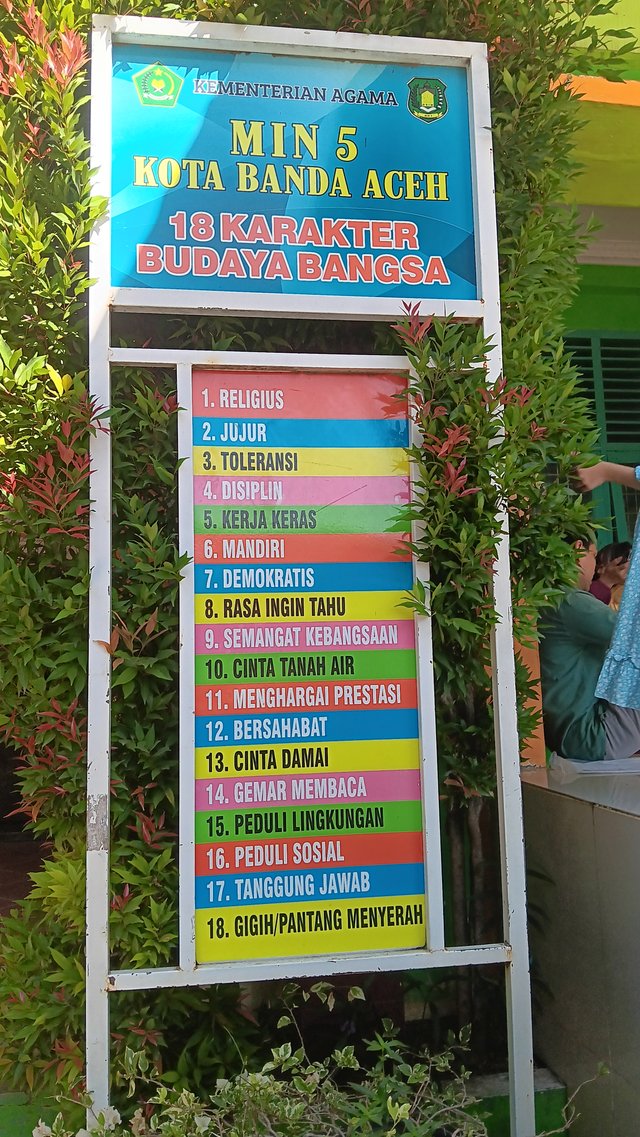 KEMENTERIAN AGAMA
MIN 5
KOTA BANDA ACEH
18 KARAKTER
BUDAYA BANGSA
1. RELIGIUS
2. JUJUR
3. TOLERANSI
4. DISIPLIN
5. KERJA KERAS
6. MANDIRI
7. DEMOKRATIS
8. RASA INGIN TAHU
9. SEMANGAT KEBANGSAAN
10. CINTA TANAH AIR
11. MENGHARGAI PRESTASI
12. BERSAHABAT
13. CINTA DAMAI
14. GEMAR MEMBACA
15. PEDULI LINGKUNGAN
16. PEDULI SOSIAL
17. TANGGUNG JAWAB
18. GIGIH/PANTANG MENYERAH